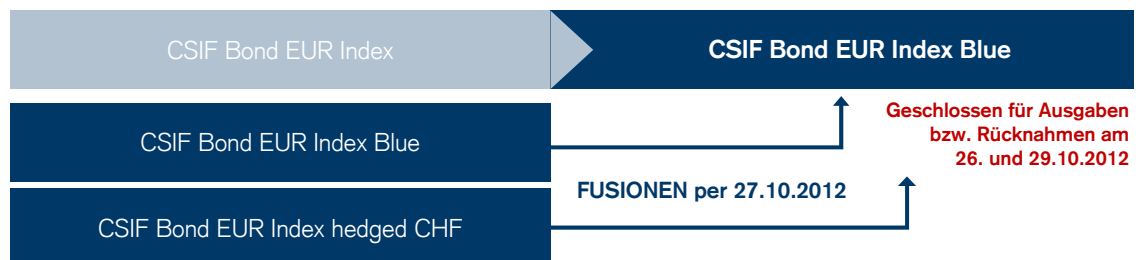 CSIF Bond EUR Index
CSIF Bond EUR Index Blue
CSIF Bond EUR Index Blue
Geschlossen für Ausgaben
bzw. Rücknahmen am
26. und 29.10.2012
FUSIONEN per 27.10.2012
CSIF Bond EUR Index hedged CHF